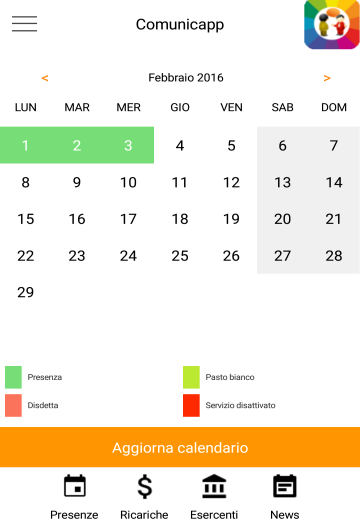 Comunicapp
< Febbraio 2016 >
LUN MAR MER GIO VEN SAB DOM
1 2 3 4 5 6 7
8 9 10 11 12 13 14
15 16 17 18 19 20 21
22 23 24 25 26 27 28
29
Presenza Pasto bianco
Disdetta Servizio disattivato
Aggiorna calendario
Presenze Ricariche Esercenti News